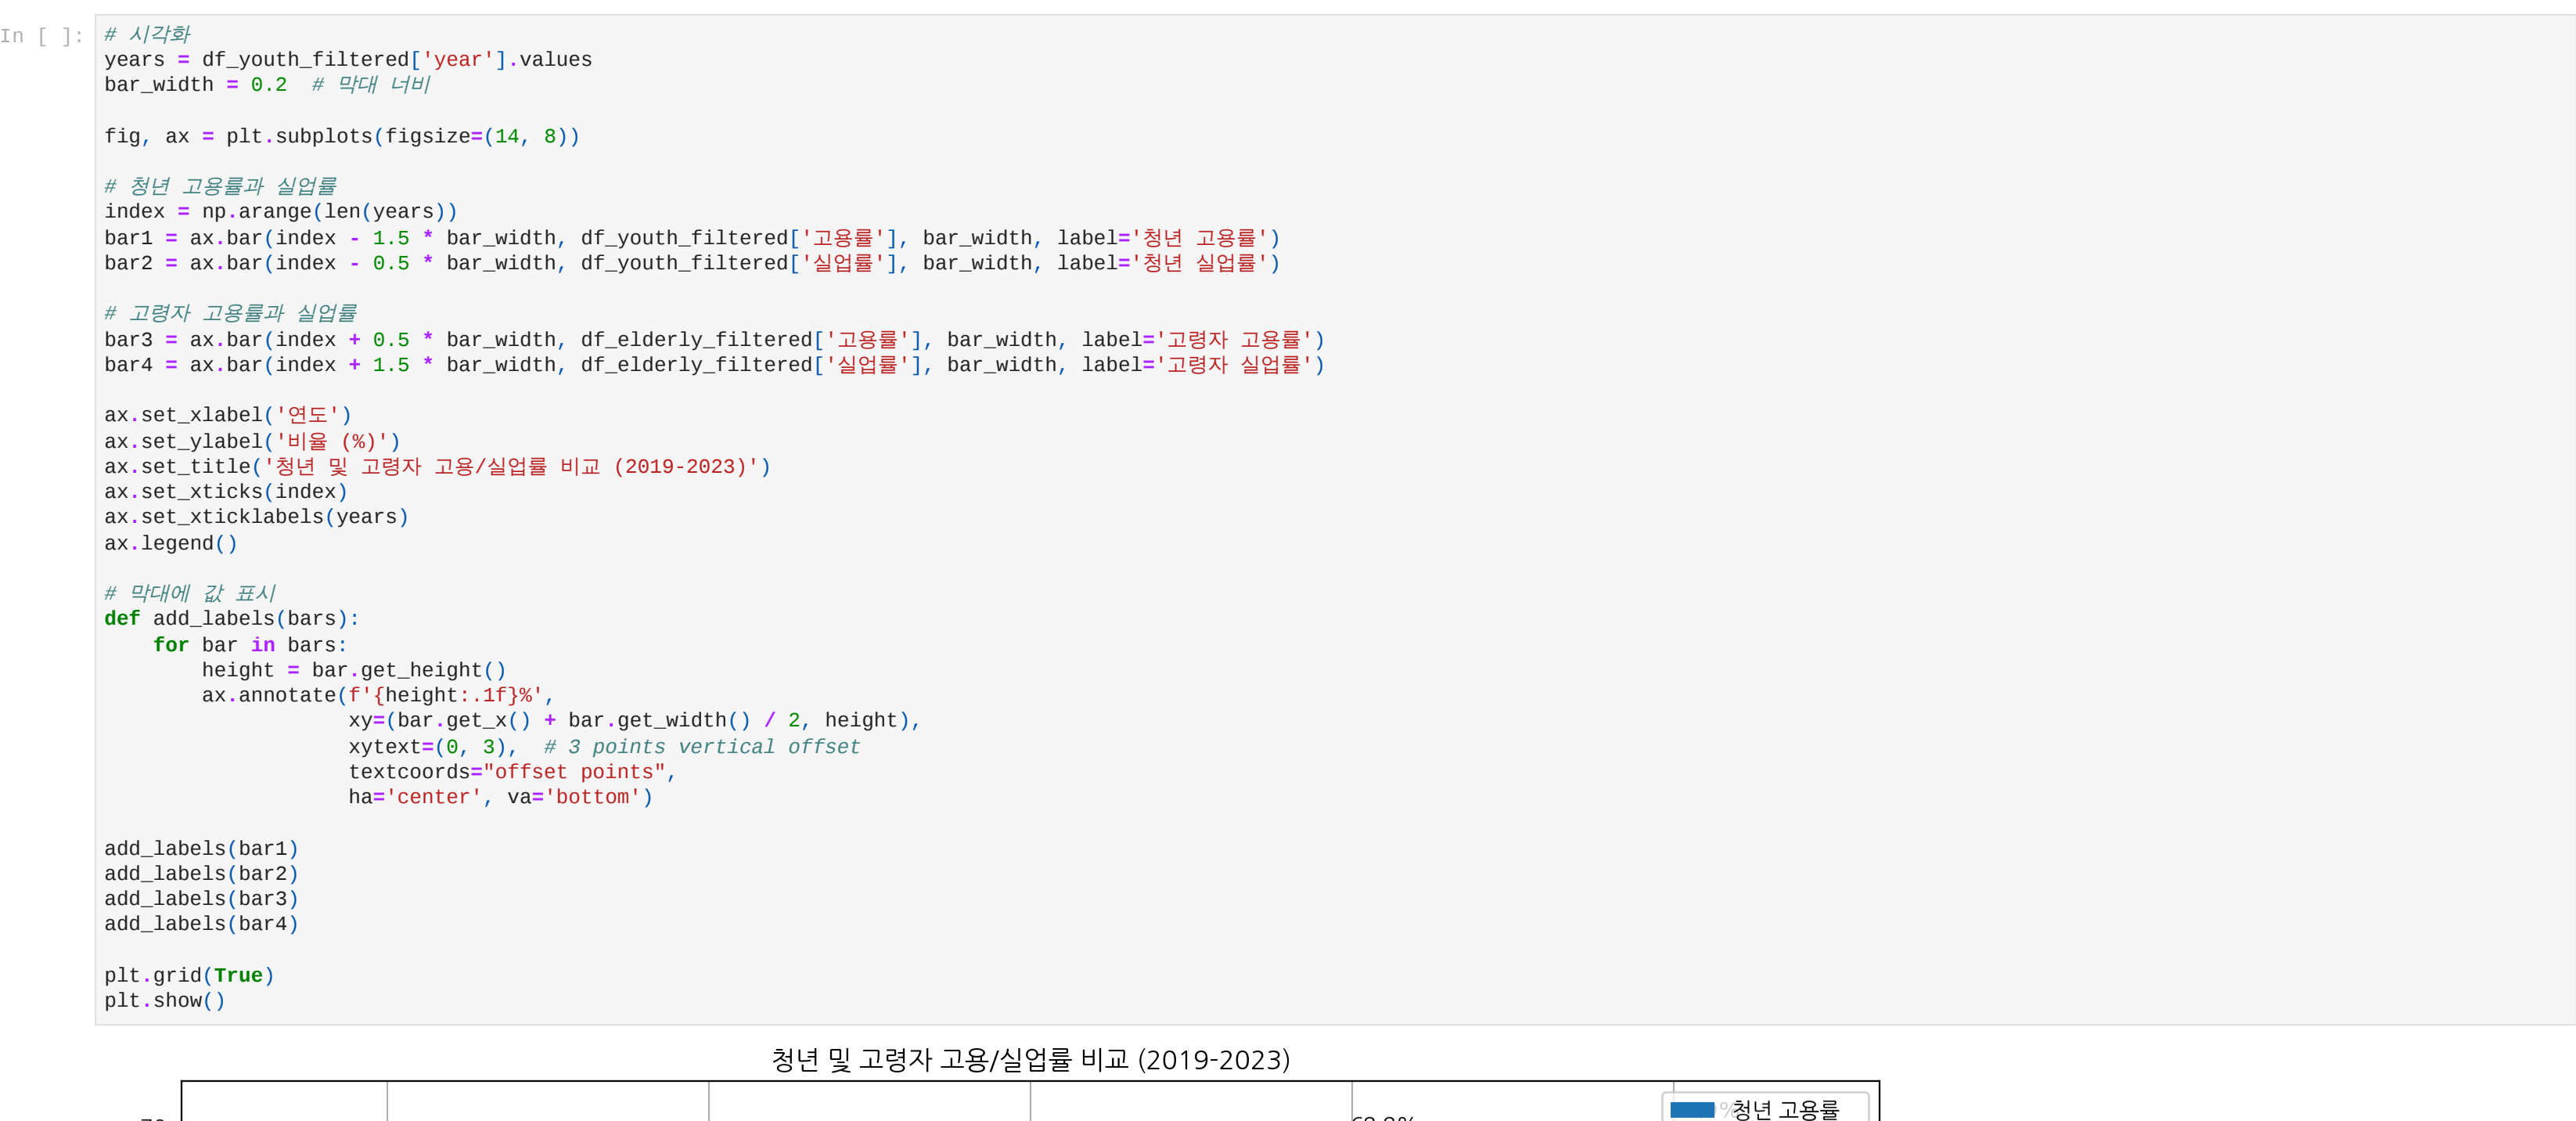 In [ ]:
# 시각화
years = df_youth_filtered['year'].values
bar_width = 0.2  # 막대 너비
fig, ax = plt.subplots(figsize=(14, 8))
# 청년 고용률과 실업률
index = np.arange(len(years))
bar1 = ax.bar(index - 1.5 * bar_width, df_youth_filtered['고용률'], bar_width, label='청년 고용률')
bar2 = ax.bar(index - 0.5 * bar_width, df_youth_filtered['실업률'], bar_width, label='청년 실업률')
# 고령자 고용률과 실업률
bar3 = ax.bar(index + 0.5 * bar_width, df_elderly_filtered['고용률'], bar_width, label='고령자 고용률')
bar4 = ax.bar(index + 1.5 * bar_width, df_elderly_filtered['실업률'], bar_width, label='고령자 실업률')
ax.set_xlabel('연도')
ax.set_ylabel('비율 (%)')
ax.set_title('청년 및 고령자 고용/실업률 비교 (2019-2023)')
ax.set_xticks(index)
ax.set_xticklabels(years)
ax.legend()
# 막대에 값 표시
def add_labels(bars):
    for bar in bars:
        height = bar.get_height()
        ax.annotate(f'{height:.1f}%',
                    xy=(bar.get_x() + bar.get_width() / 2, height),
                    xytext=(0, 3),  # 3 points vertical offset
                    textcoords="offset points",
                    ha='center', va='bottom')
add_labels(bar1)
add_labels(bar2)
add_labels(bar3)
add_labels(bar4)
plt.grid(True)
plt.show()
청년 및 고령자 고용/실업률 비교 (2019-2023)
청년 고용률